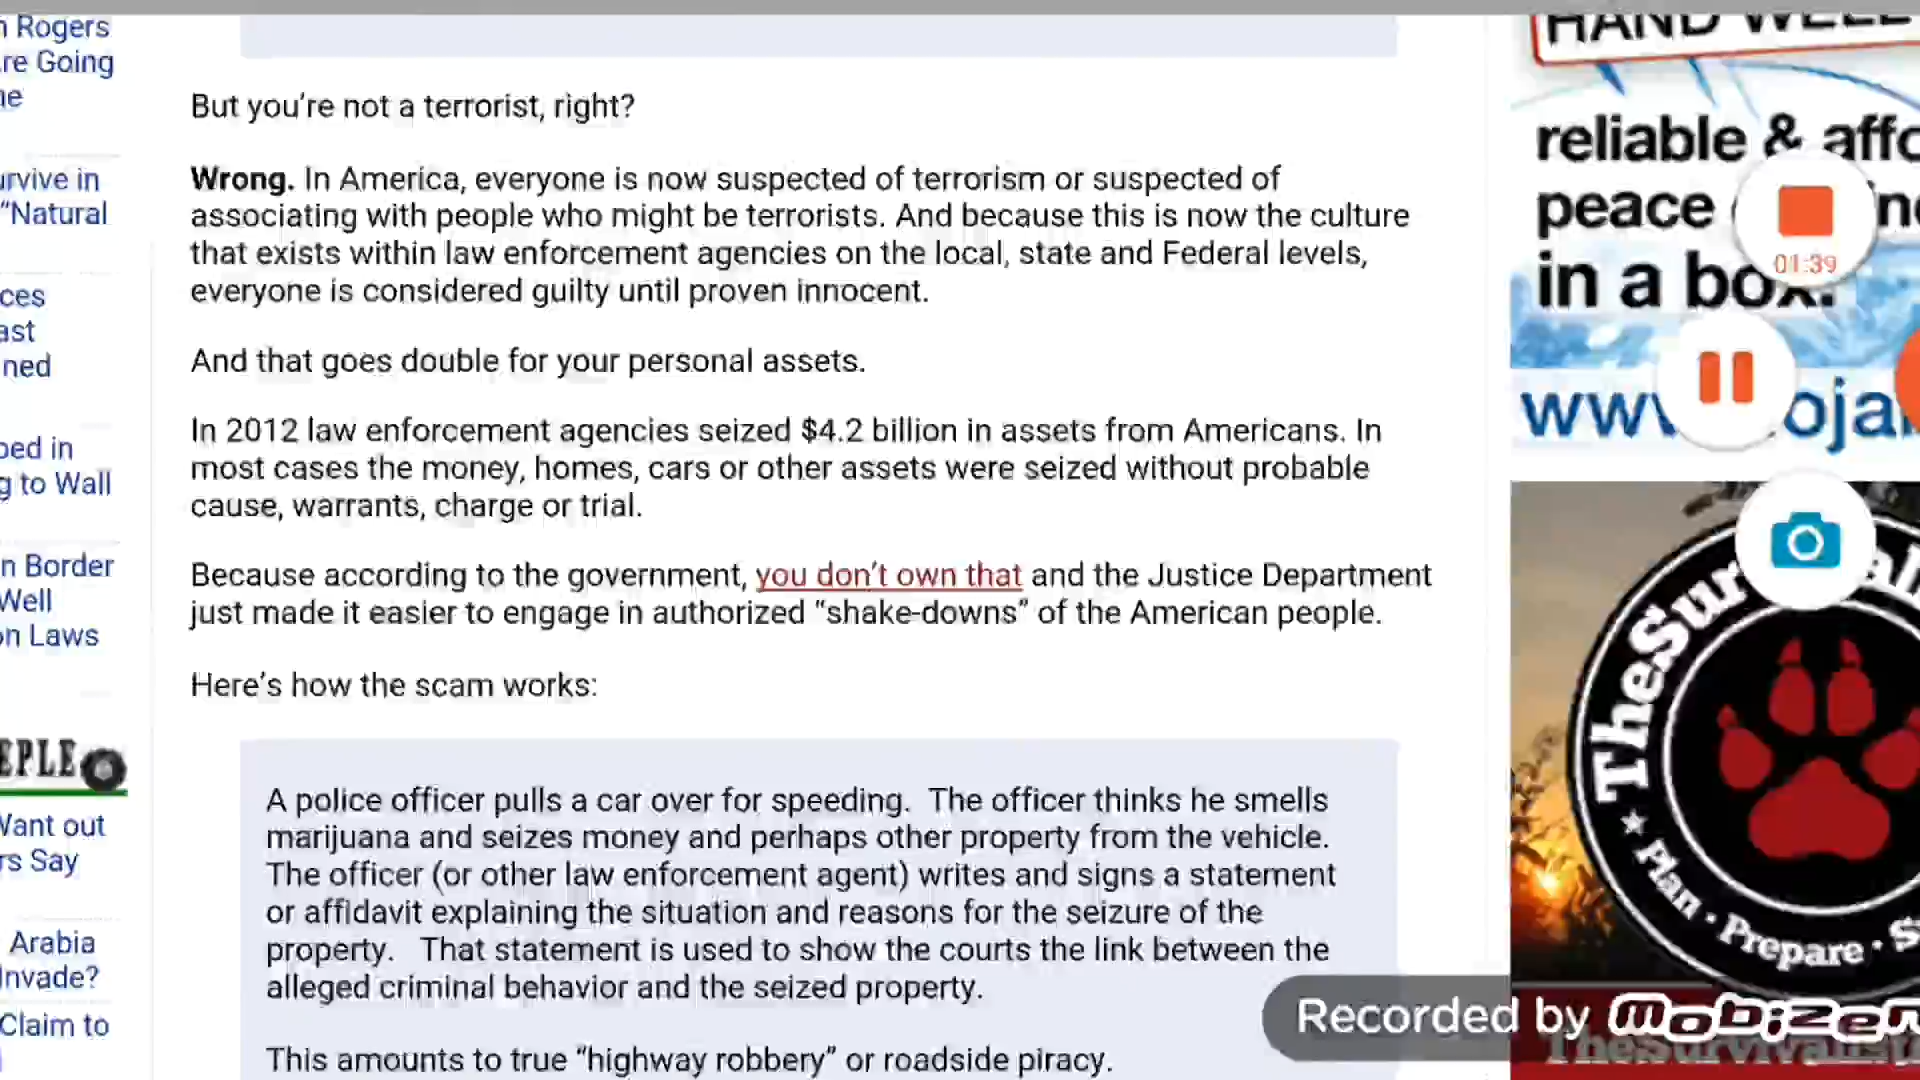 Rogers
Going
But you're not a terrorist, right?
Wrong. In America, everyone is now suspected of terrorism or suspected of
associating with people who might be terrorists. And because this is now the culture
that exists within law enforcement agencies on the local, state and Federal levels,
everyone is considered guilty until proven innocent.
And that goes double for your personal assets.
In 2012 law enforcement agencies seized $4.2 billion in assets from Americans. In
most cases the money, homes, cars or other assets were seized without probable
cause, warrants, charge or trial.
Because according to the government, you don't own that and the Justice Department
just made it easier to engage in authorized “shake-downs” of the American people.
Here's how the scam works:
A police officer pulls a car over for speeding. The officer thinks he smells
marijuana and seizes money and perhaps other property from the vehicle.
The officer (or other law enforcement agent) writes and signs a statement
or affidavit explaining the situation and reasons for the seizure of the
property. That statement is used to show the courts the link between the
alleged criminal behavior and the seized property.
This amounts to true “highway robbery” or roadside piracy.
in
“Natural
in
to Wall
Border
Well
Laws
out
Say
Arabia
Invade?
Claim to
HAND WELL
reliable &
peace
in a box.
01:39
Plan · Prepare ·
Recorded by Mobizen